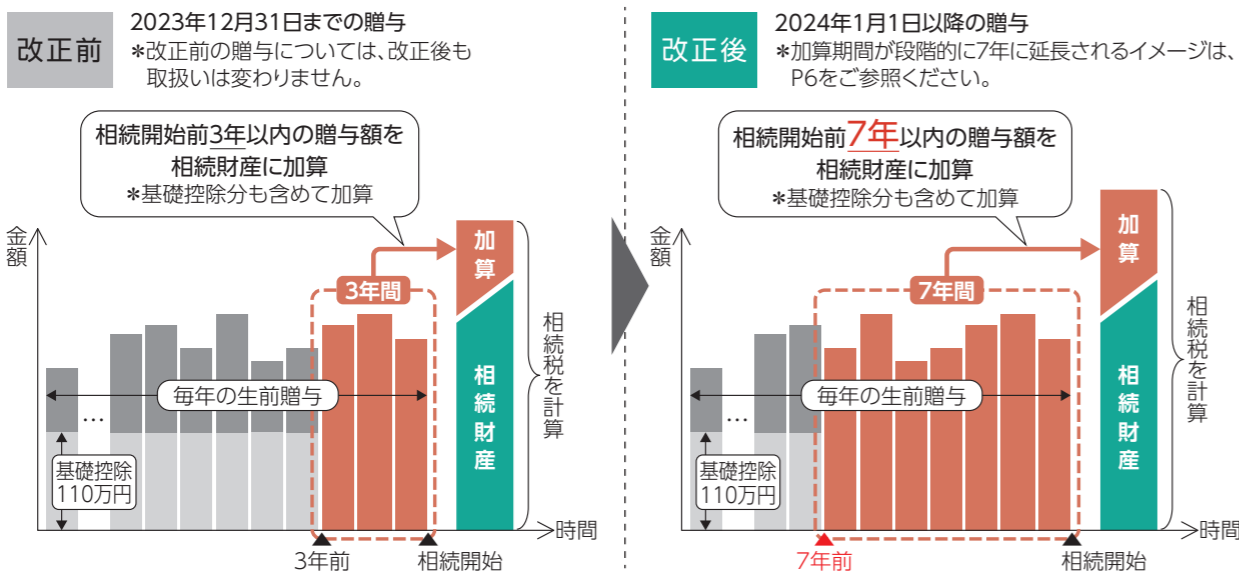 改正前
2023年12月31日までの贈与
*改正前の贈与については、改正後も
取扱いは変わりません。
相続開始前3年以内の贈与額を
相続財産に加算
*基礎控除分も含めて加算
金額
3年間
加算
毎年の生前贈与
…
基礎控除
110万円
相続財産
相続税を計算
時間
3年前
相続開始
改正後
2024年1月1日以降の贈与
*加算期間が段階的に7年に延長されるイメージは、
P6をご参照ください。
相続開始前7年以内の贈与額を
相続財産に加算
*基礎控除分も含めて加算
金額
7年間
加算
毎年の生前贈与
…
基礎控除
110万円
相続財産
相続税を計算
時間
7年前
相続開始